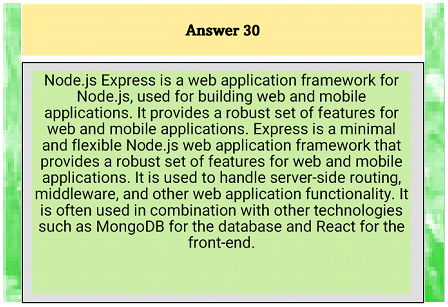 Answer 30
Node.js Express is a web application framework for
Node.js, used for building web and mobile
applications. It provides a robust set of features for
web and mobile applications. Express is a minimal
and flexible Node.js web application framework that
provides a robust set of features for web and mobile
applications. It is used to handle server-side routing,
middleware, and other web application functionality. It
is often used in combination with other technologies
such as MongoDB for the database and React for the
front-end.